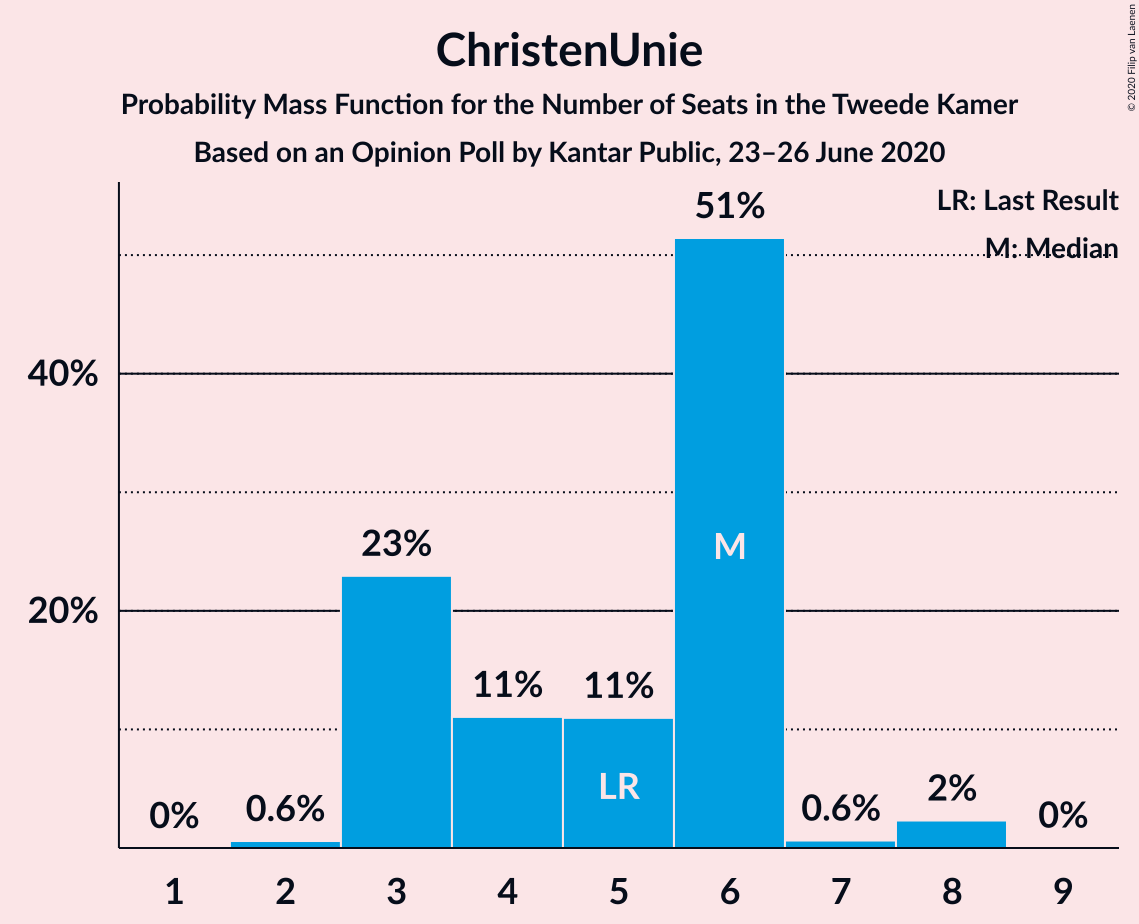 ChristenUnie
Probability Mass Function for the Number of Seats in the Tweede Kamer
Based on an Opinion Poll by Kantar Public, 23–26 June 2020
© 2020 Filip van Laenen
LR: Last Result
M: Median
51%
40%
23%
M
20%
11%
11%
LR
0%
0.6%
0.6%
2%
0%
1
2
3
4
5
6
7
8
9